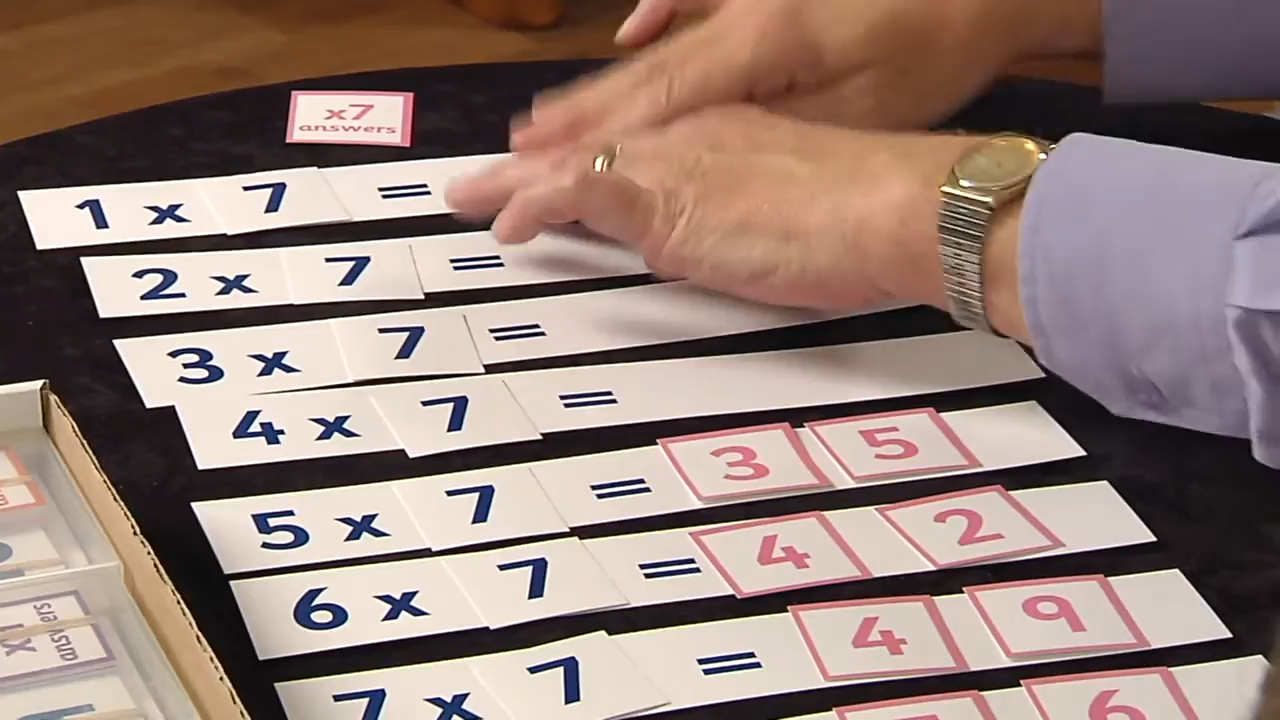 x7
answers
1 x 7 =
2 x 7 =
3 x 7 =
4 x 7 =
5 x 7 = 3 5
6 x 7 = 4 2
7 x 7 = 4 9
6
answers
answers